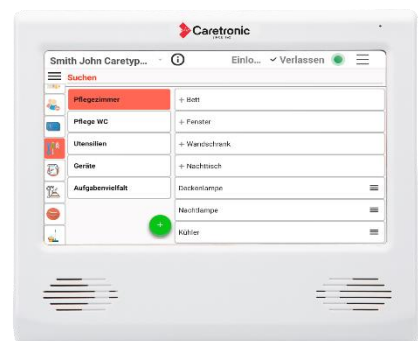 Caretronic
Smith John Caretyp...
Einlo... ✓ Verlassen
Suchen
Pflegezimmer
Pflege WC
Utensilien
Geräte
Aufgabenvielfalt
+ Bett
+ Fenster
+ Wandschrank
+ Nachttisch
Deckenlampe
Nachtlampe
Kühler